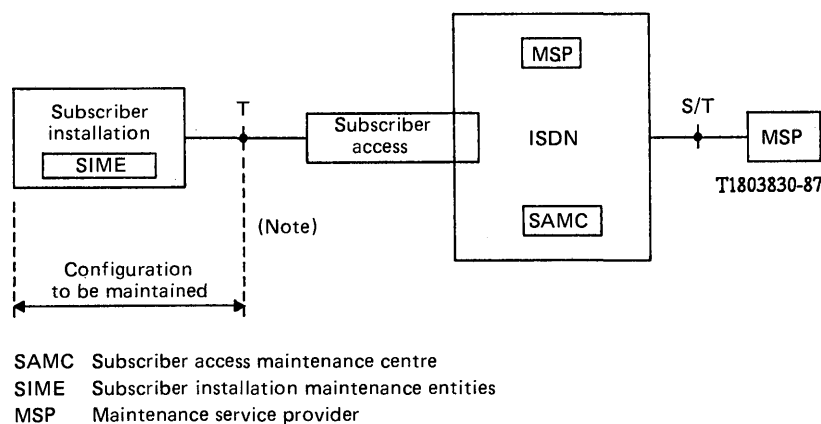 MSP
Subscriber
installation
SIME
T
Subscriber
access
ISDN
S/T
MSP
T1803830-87
SAMC
(Note)
Configuration
to be maintained
SAMC Subscriber access maintenance centre
SIME Subscriber installation maintenance entities
MSP Maintenance service provider